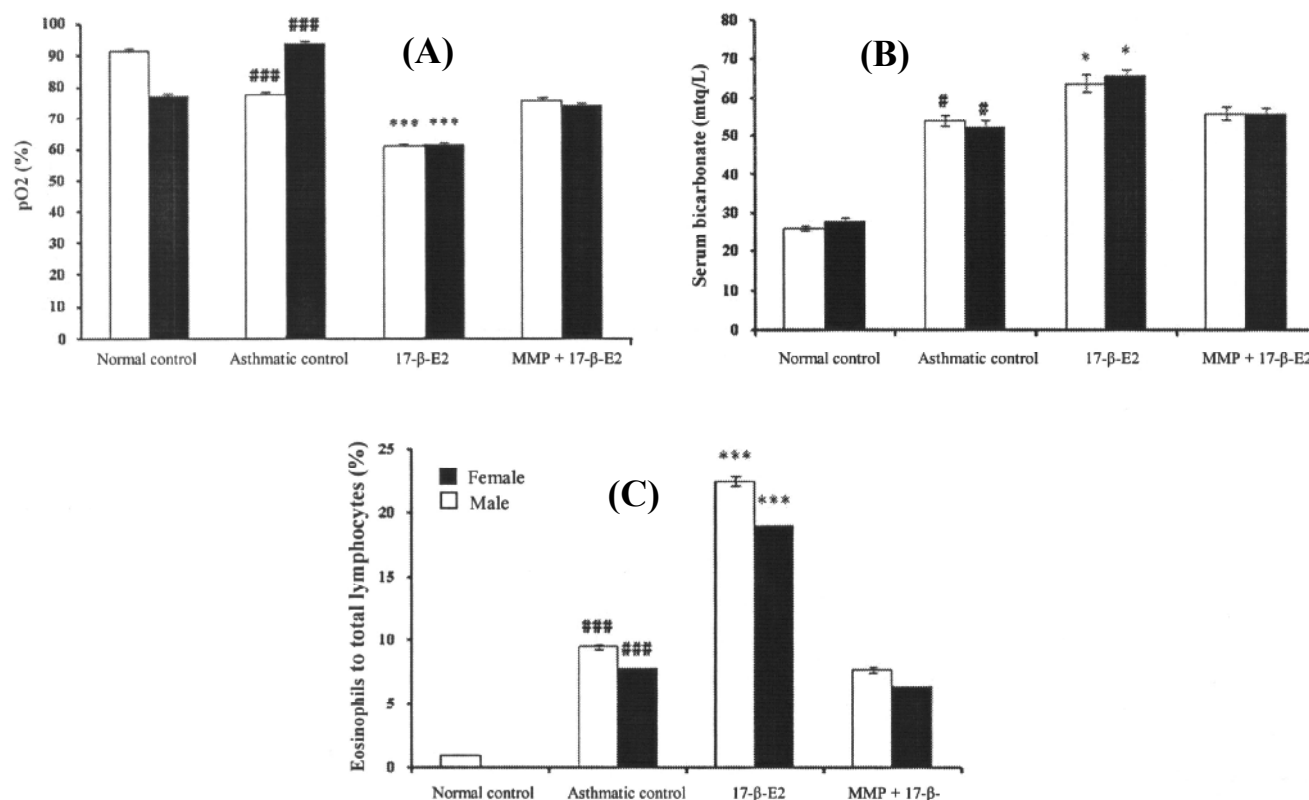 100
90
80
70
60
50
40
30
20
10
0
pO2 (%)
###
###
***
***
(A)
Normal control
Asthmatic control
17-β-E2
MMP + 17-β-E2
80
70
60
50
40
30
20
10
0
Serum bicarbonate (mtq/L)
(B)
#
#
*
*
Normal control
Asthmatic control
17-β-E2
MMP + 17-β-E2
25
20
15
10
5
0
Eosinophils to total lymphocytes (%)
Female
Male
(C)
###
###
***
***
Normal control
Asthmatic control
17-β-E2
MMP + 17-β-